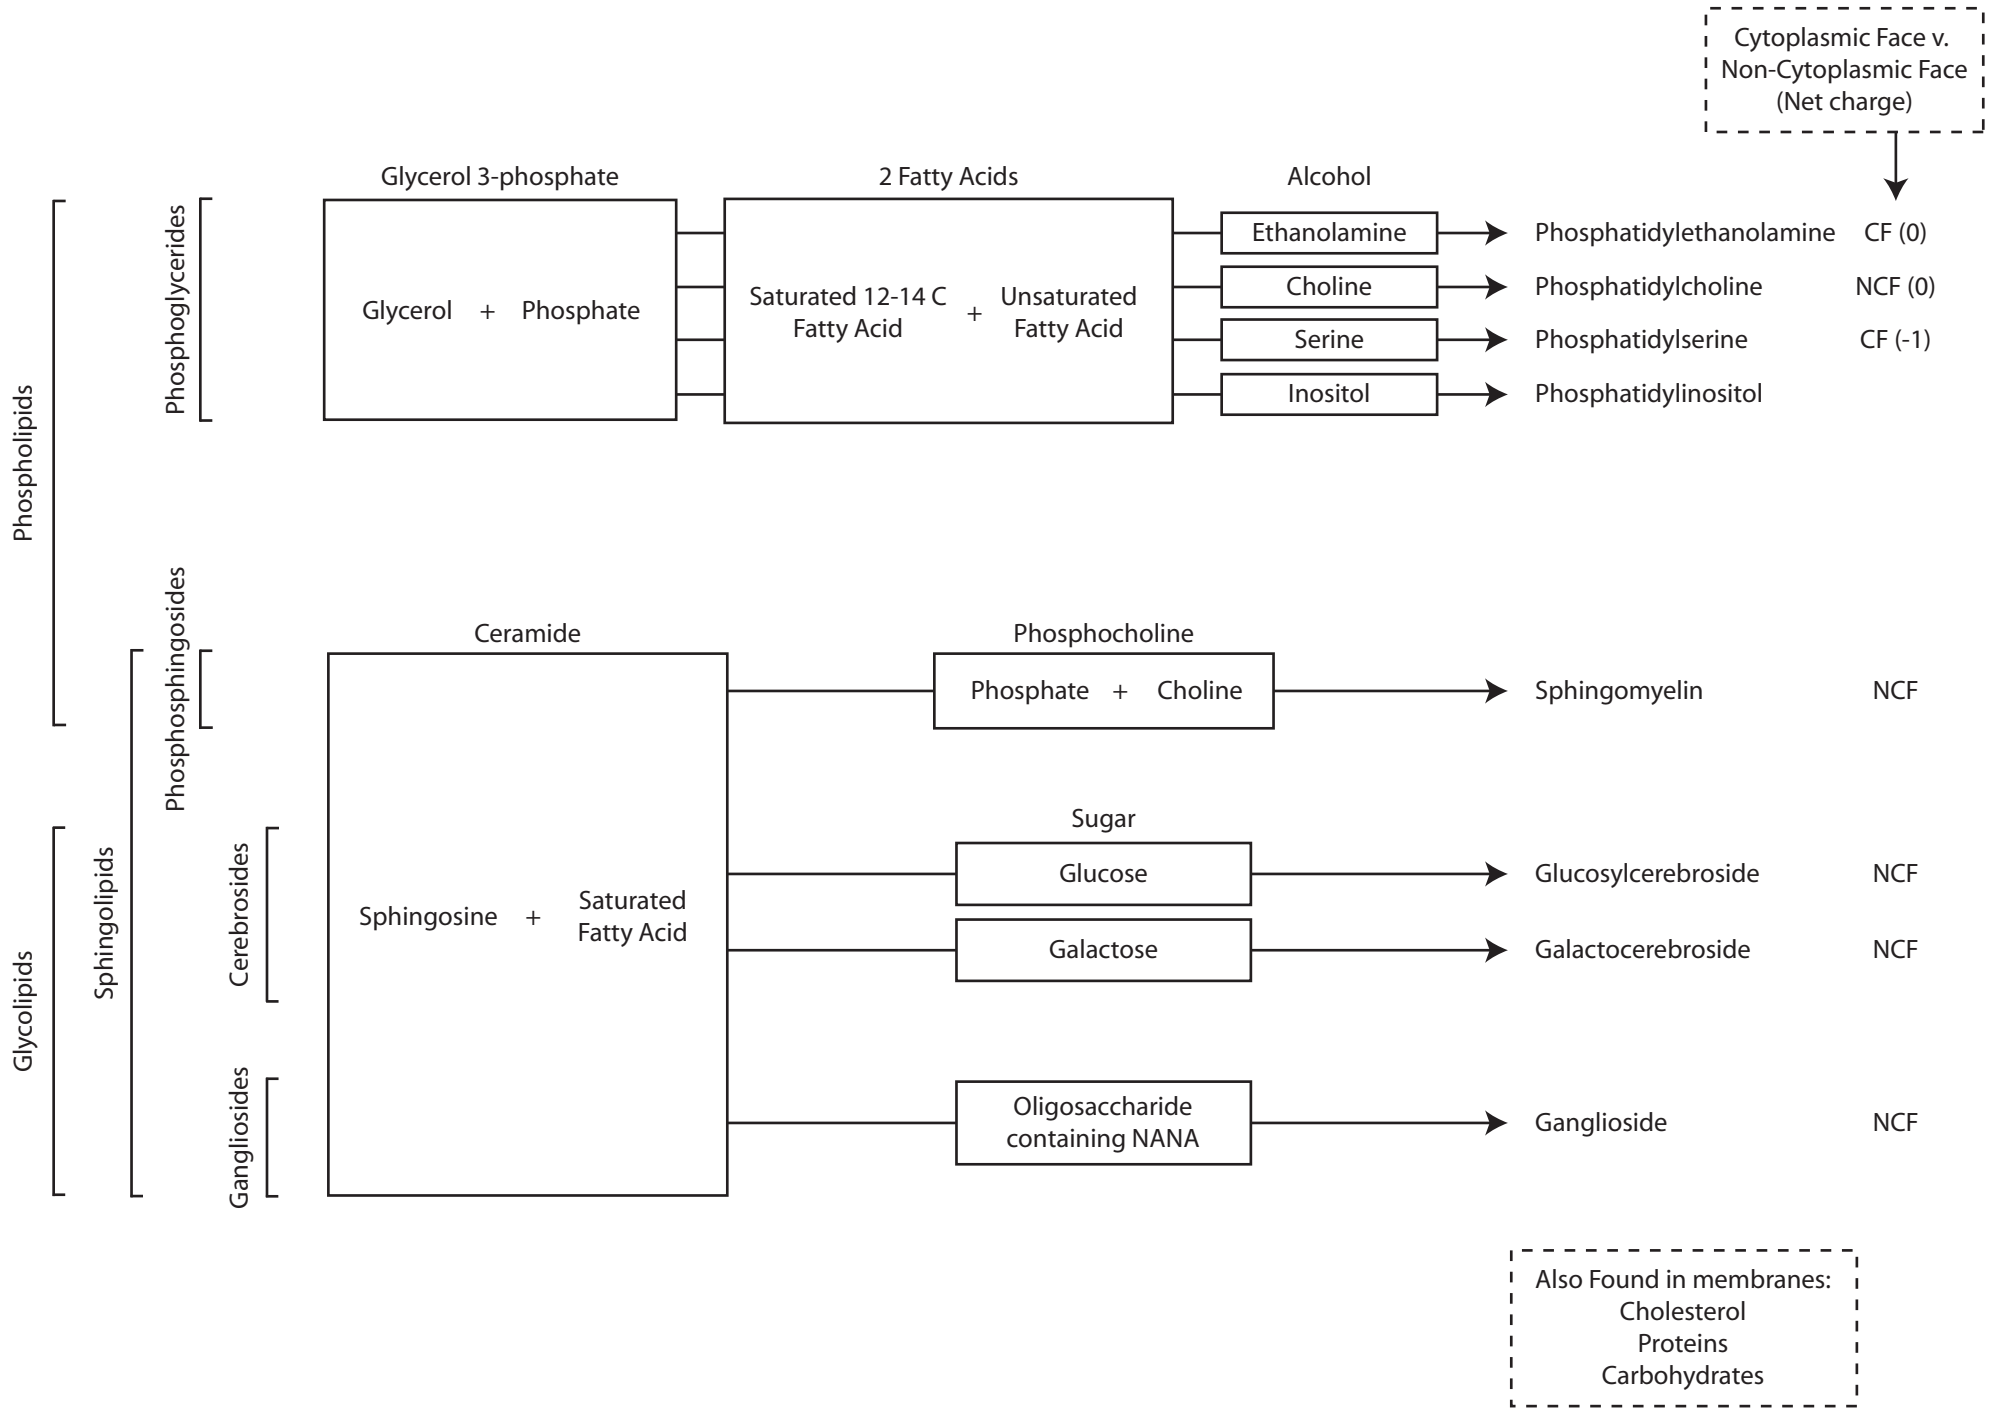 Cytoplasmic Face v.
Non-Cytoplasmic Face
(Net charge)
Glycerol 3-phosphate
2 Fatty Acids
Alcohol
Phospholipids
Phosphoglycerides
Glycerol + Phosphate
Saturated 12-14 C
Fatty Acid
+
Unsaturated
Fatty Acid
Ethanolamine
Phosphatidylethanolamine
CF (0)
Choline
Phosphatidylcholine
NCF (0)
Serine
Phosphatidylserine
CF (-1)
Inositol
Phosphatidylinositol
Phosphosphingosides
Ceramide
Phosphocholine
Phosphate + Choline
Sphingomyelin
NCF
Glycolipids
Sphingolipids
Cerebrosides
Gangliosides
Sphingosine
+
Saturated
Fatty Acid
Sugar
Glucose
Glucosylcerebroside
NCF
Galactose
Galactocerebroside
NCF
Oligosaccharide
containing NANA
Ganglioside
NCF
Also Found in membranes:
Cholesterol
Proteins
Carbohydrates